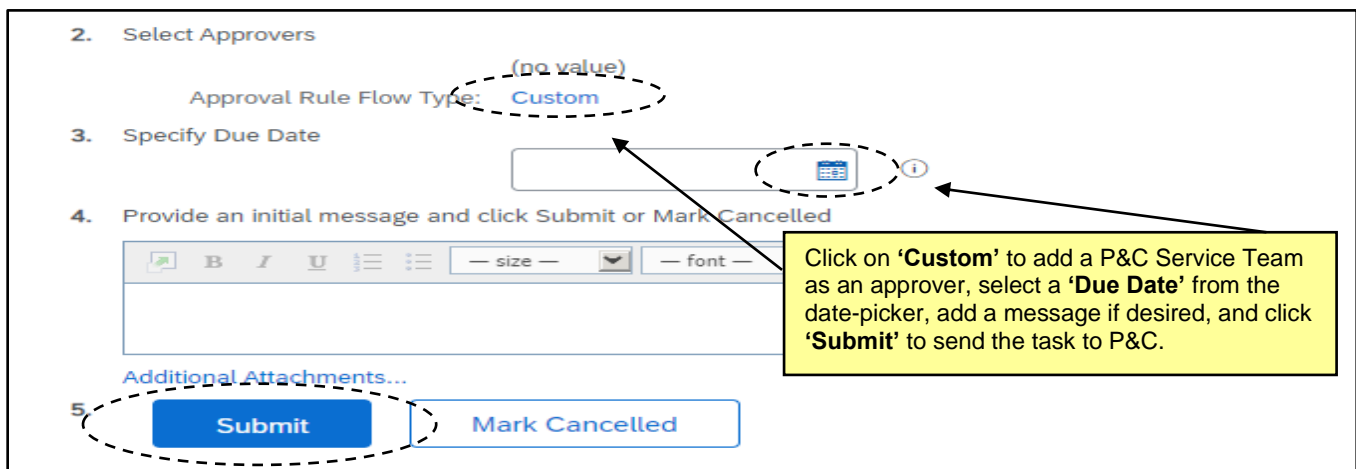 2. Select Approvers
(no value)
Approval Rule Flow Type: Custom
3. Specify Due Date
4. Provide an initial message and click Submit or Mark Cancelled
B I U — size — — font —
Click on ‘Custom’ to add a P&C Service Team
as an approver, select a ‘Due Date’ from the
date-picker, add a message if desired, and click
‘Submit’ to send the task to P&C.
Additional Attachments...
5. Submit Mark Cancelled